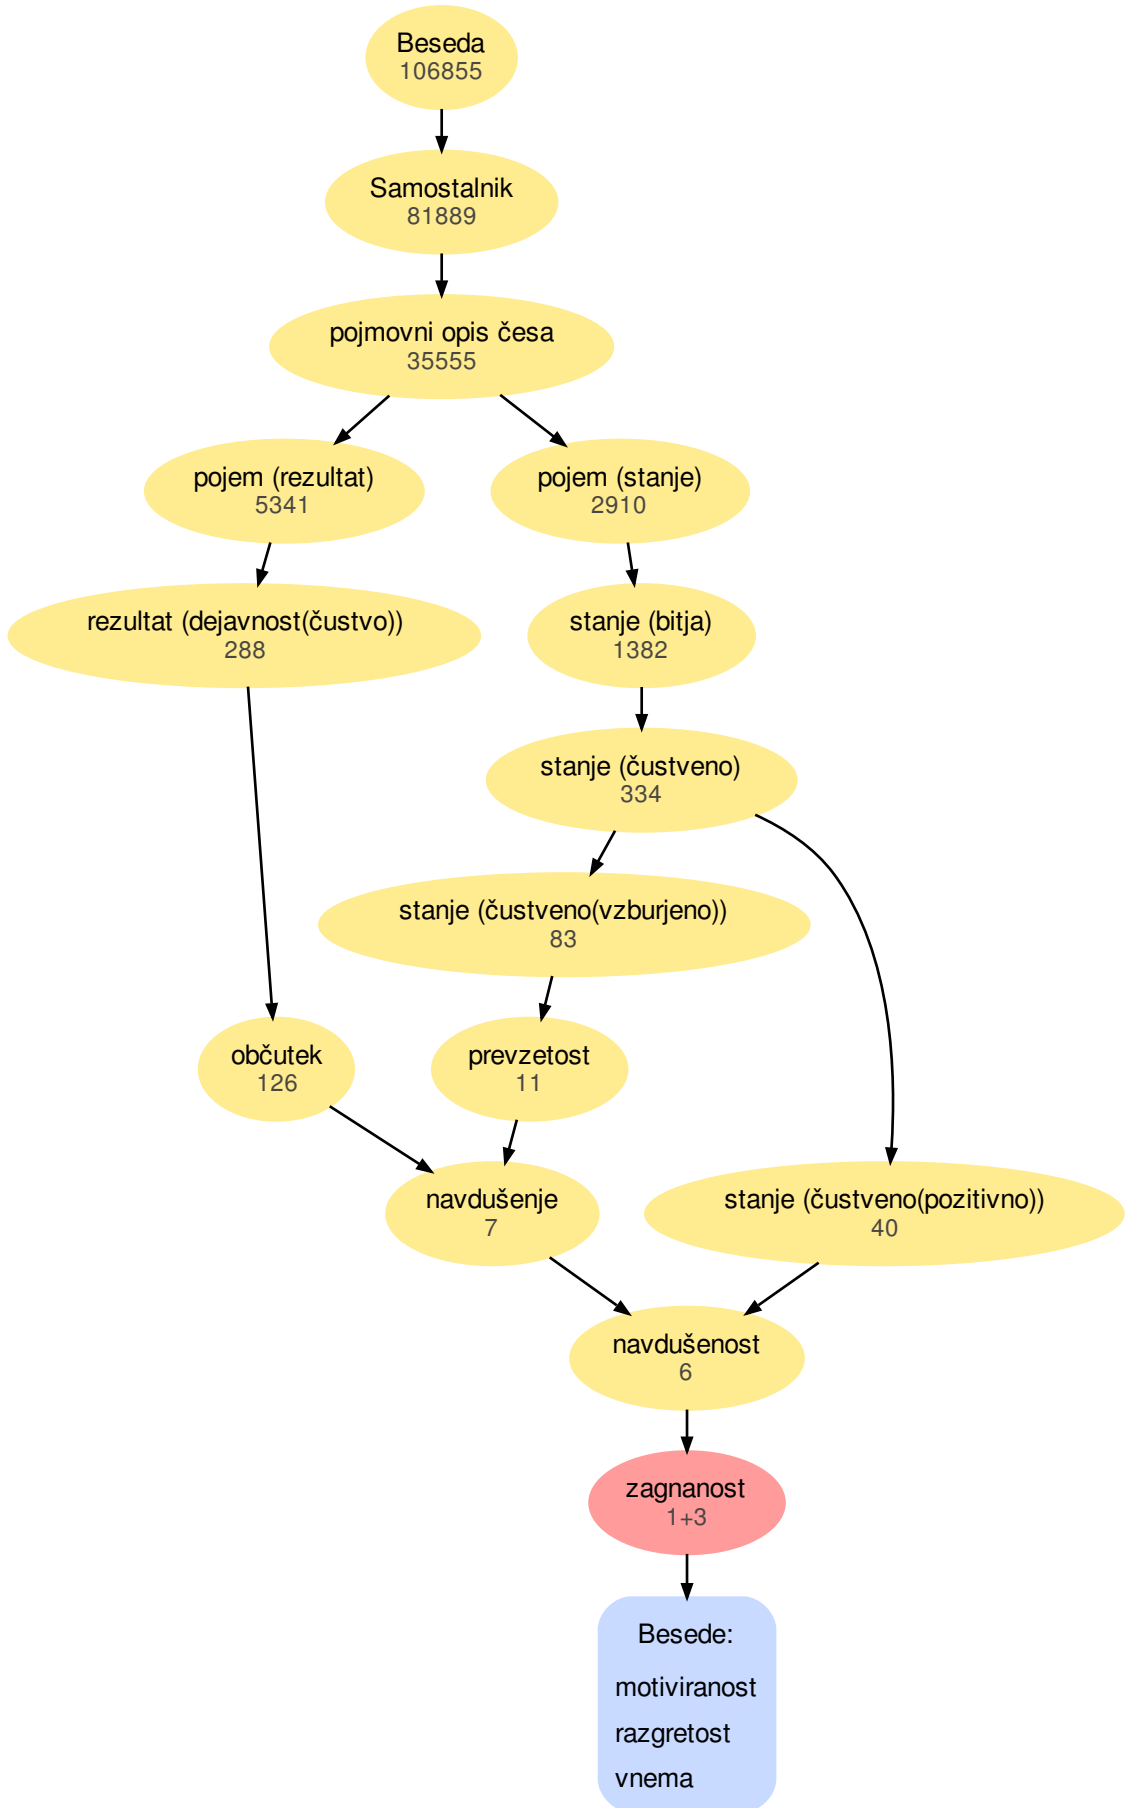 Beseda
106855
Samostalnik
81889
pojmovni opis česa
35555
pojem (rezultat)
5341
pojem (stanje)
2910
rezultat (dejavnost(čustvo))
288
stanje (bitja)
1382
stanje (čustveno)
334
stanje (čustveno(vzburjeno))
83
občutek
126
prevzetost
11
navdušenje
7
stanje (čustveno(pozitivno))
40
navdušenost
6
zagnanost
1+3
Besede:
motiviranost
razgretost
vnema